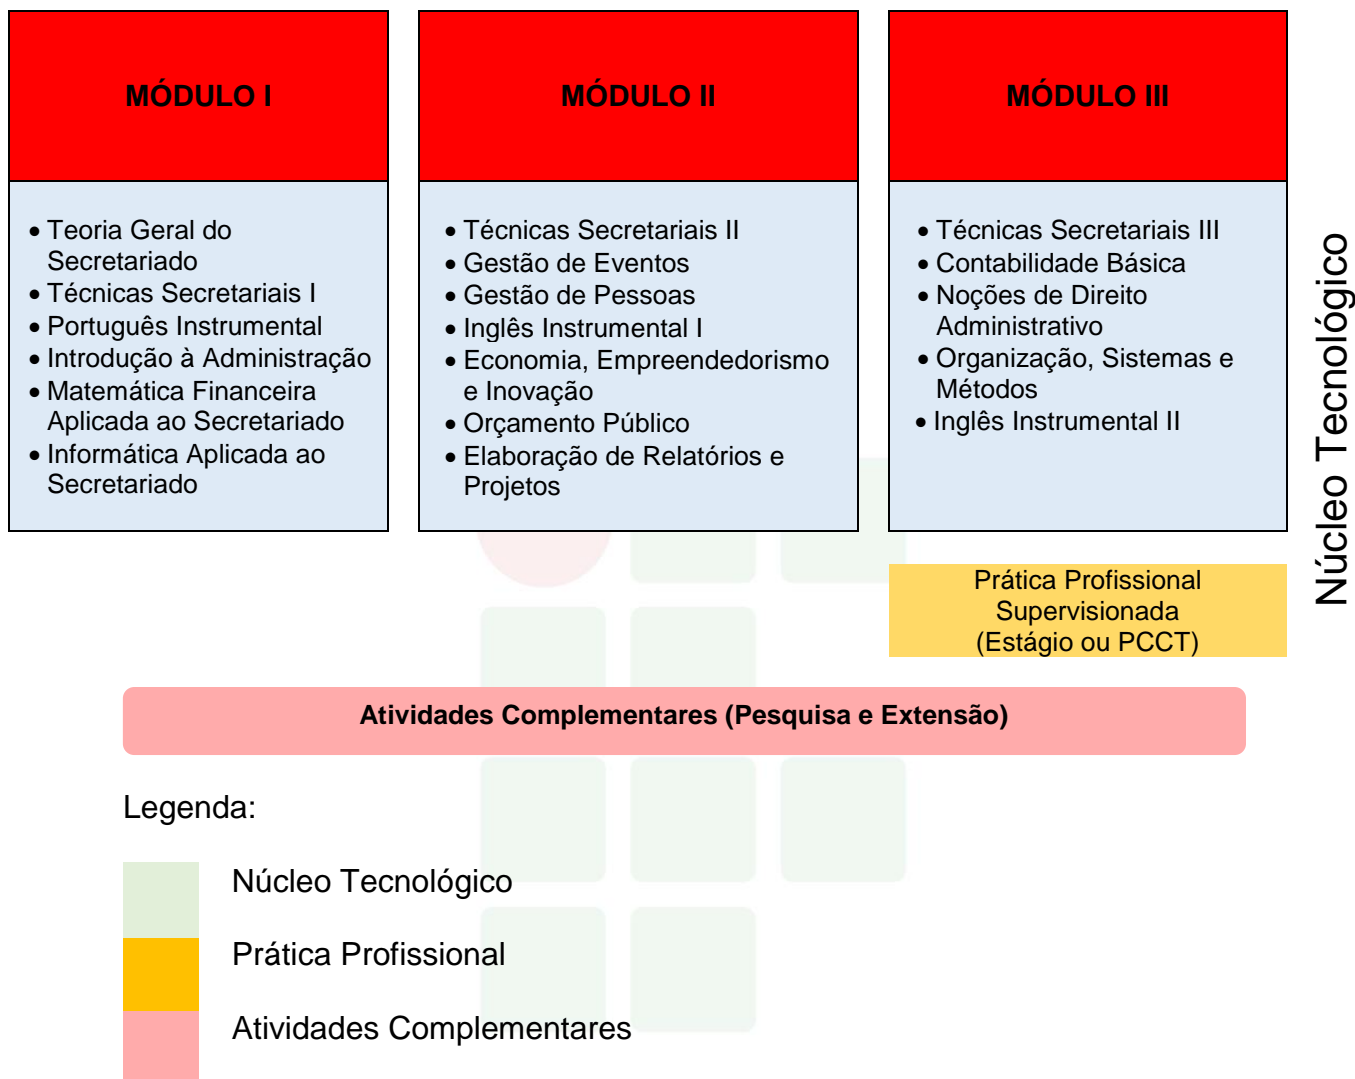 MÓDULO I
• Teoria Geral do
Secretariado
• Técnicas Secretariais I
• Português Instrumental
• Introdução à Administração
• Matemática Financeira
Aplicada ao Secretariado
• Informática Aplicada ao
Secretariado
MÓDULO II
• Técnicas Secretariais II
• Gestão de Eventos
• Gestão de Pessoas
• Inglês Instrumental I
• Economia, Empreendedorismo
e Inovação
• Orçamento Público
• Elaboração de Relatórios e
Projetos
MÓDULO III
• Técnicas Secretariais III
• Contabilidade Básica
• Noções de Direito
Administrativo
• Organização, Sistemas e
Métodos
• Inglês Instrumental II
Núcleo Tecnológico
Prática Profissional
Supervisionada
(Estágio ou PCCT)
Atividades Complementares (Pesquisa e Extensão)
Legenda:
Núcleo Tecnológico
Prática Profissional
Atividades Complementares